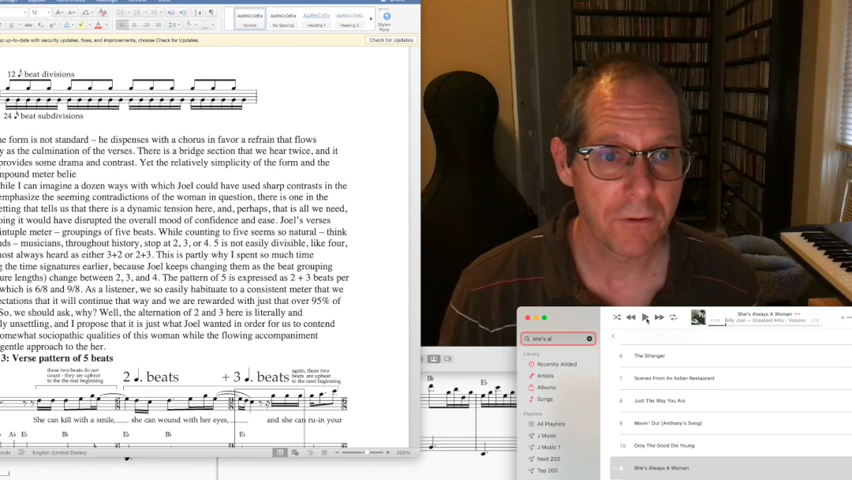 12
Normal
No Spacing
Heading 1
Heading 2
Styles
Pane
up-to-date with security updates, fixes, and improvements, choose Check for Updates.
Check for Updates
12 ♪ beat divisions
24 ♪ beat subdivisions
he form is not standard – he dispenses with a chorus in favor a refrain that flows
y as the culmination of the verses. There is a bridge section that we hear twice, and it
provides some drama and contrast. Yet the relatively simplicity of the form and the
mpound meter belie
hile I can imagine a dozen ways with which Joel could have used sharp contrasts in the
emphasize the seeming contradictions of the woman in question, there is one in the
etting that tells us that there is a dynamic tension here, and, perhaps, that is all we need,
oing it would have disrupted the overall mood of confidence and ease. Joel's verses
intuple meter – groupings of five beats. While counting to five seems so natural – think
nds – musicians, throughout history, stop at 2, 3, or 4. 5 is not easily divisible, like four,
most always heard as either 3+2 or 2+3. This is partly why I spent so much time
g the time signatures earlier, because Joel keeps changing them as the beat grouping
ure lengths) change between 2, 3, and 4. The pattern of 5 is expressed as 2 + 3 beats per
which is 6/8 and 9/8. As a listener, we so easily habituate to a consistent meter that we
ectations that it will continue that way and we are rewarded with just that over 95% of
So, we should ask, why? Well, the alternation of 2 and 3 here is literally and
ly unsettling, and I propose that it is just what Joel wanted in order for us to contend
omewhat sociopathic qualities of this woman while the flowing accompaniment
gentle approach to the her.
3: Verse pattern of 5 beats
these two beats do not
count - they are upbeat
to the the real beginning
2 ♩. beats
+ 3 ♩. beats
again, these two
beats are upbeat to
the next beginning
She can kill with a smile, she can wound with her eyes, and she can ru-in your
English (United States)
200%
She's Always A Woman
Billy Joel — Greatest Hits - Volume
she's al
Library
Recently Added
Artists
Albums
Songs
Playlists
All Playlists
J Music
J Music 1
Next 200
Top 200
6 The Stranger
7 Scenes From An Italian Restaurant
8 Just The Way You Are
9 Movin' Out (Anthony's Song)
10 Only The Good Die Young
She's Always A Woman